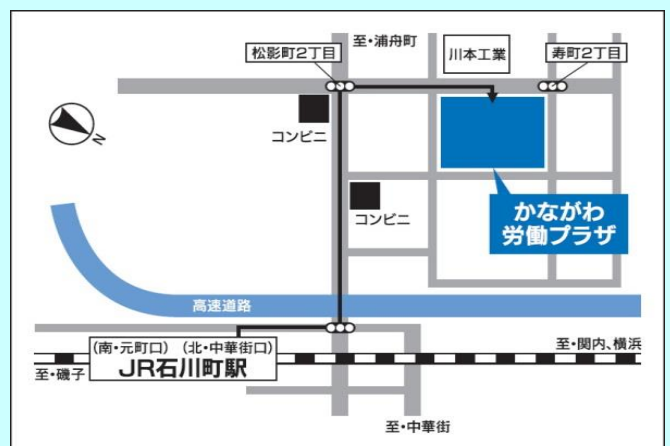 至・浦舟町
松影町2丁目
川本工業
寿町2丁目
コンビニ
N
コンビニ
かながわ
労働プラザ
高速道路
(南・元町口) (北・中華街口)
JR石川町駅
至・関内、横浜
至・磯子
至・中華街